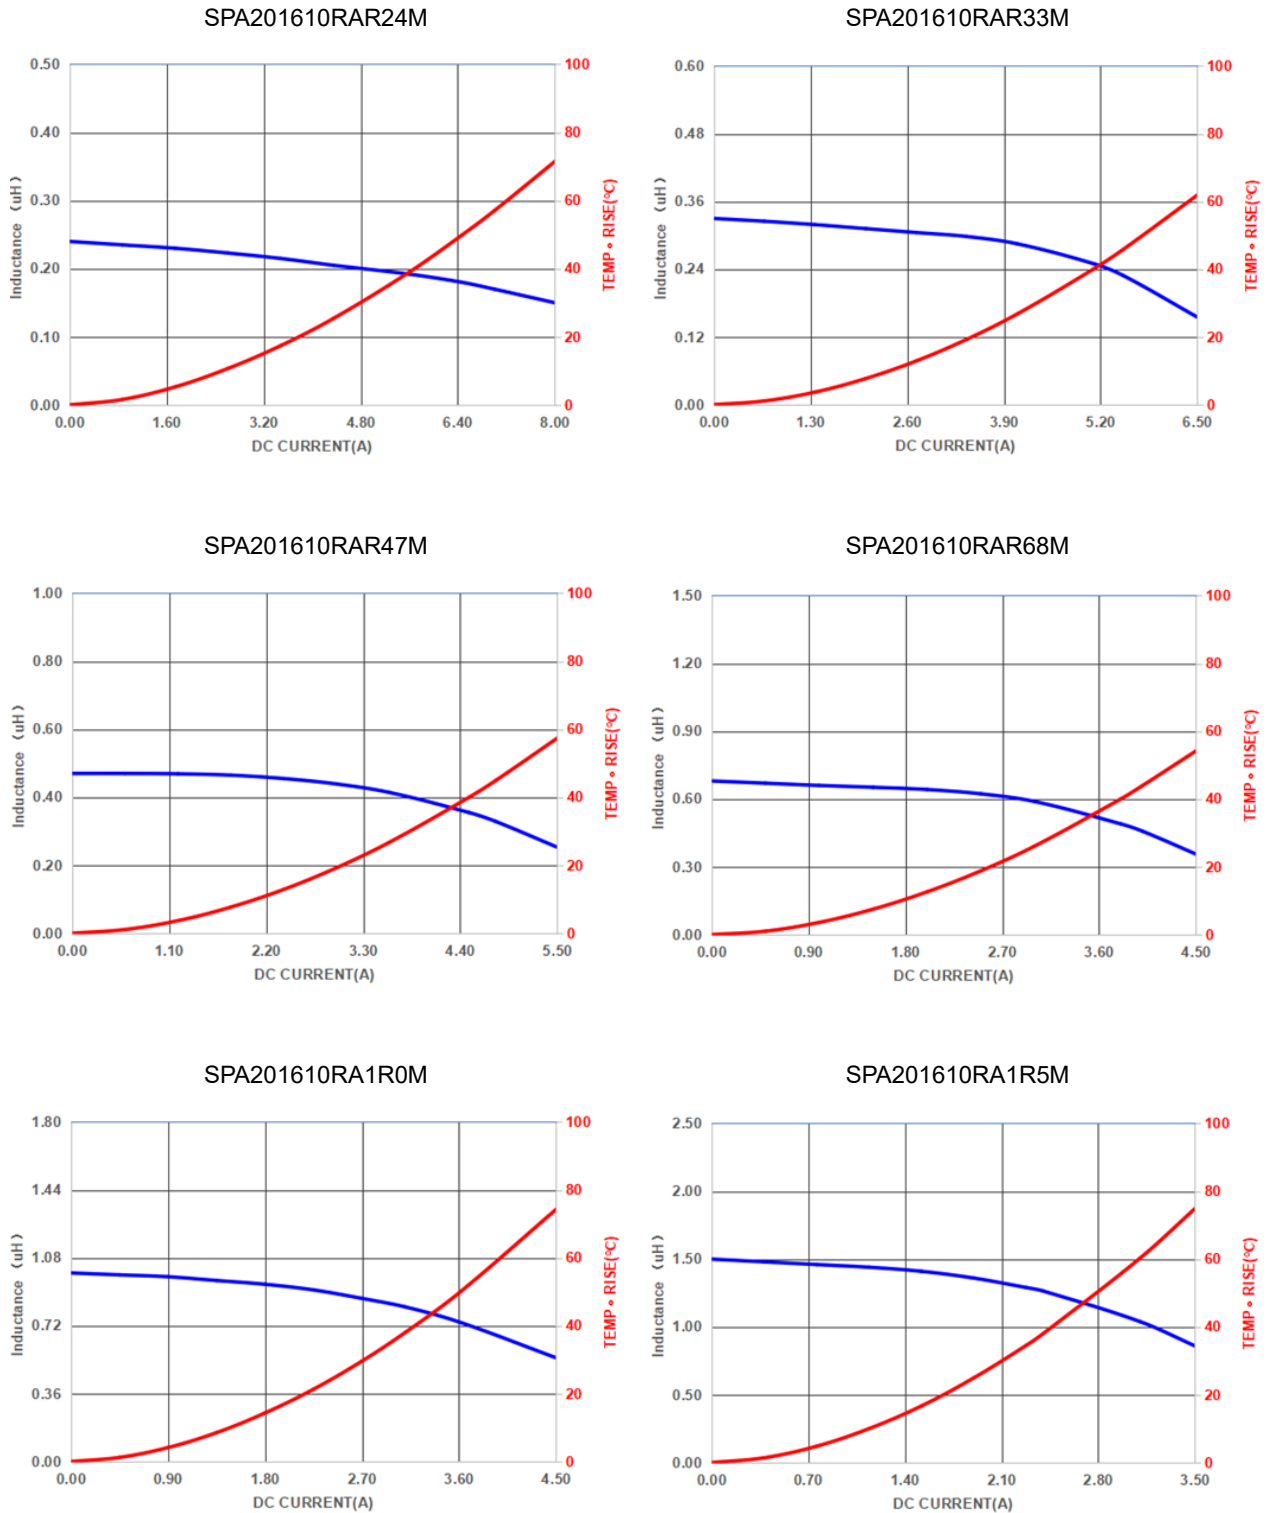 SPA201610RAR24M
0.50
0.40
0.30
0.20
0.10
0.00
Inductance （uH）
100
80
60
40
20
0
TEMP。RISE(℃)
0.00 1.60 3.20 4.80 6.40 8.00
DC CURRENT(A)
SPA201610RAR33M
0.60
0.48
0.36
0.24
0.12
0.00
Inductance （uH）
100
80
60
40
20
0
TEMP。RISE(℃)
0.00 1.30 2.60 3.90 5.20 6.50
DC CURRENT(A)
SPA201610RAR47M
1.00
0.80
0.60
0.40
0.20
0.00
Inductance （uH）
100
80
60
40
20
0
TEMP。RISE(℃)
0.00 1.10 2.20 3.30 4.40 5.50
DC CURRENT(A)
SPA201610RAR68M
1.50
1.20
0.90
0.60
0.30
0.00
Inductance （uH）
100
80
60
40
20
0
TEMP。RISE(℃)
0.00 0.90 1.80 2.70 3.60 4.50
DC CURRENT(A)
SPA201610RA1R0M
1.80
1.44
1.08
0.72
0.36
0.00
Inductance （uH）
100
80
60
40
20
0
TEMP。RISE(℃)
0.00 0.90 1.80 2.70 3.60 4.50
DC CURRENT(A)
SPA201610RA1R5M
2.50
2.00
1.50
1.00
0.50
0.00
Inductance （uH）
100
80
60
40
20
0
TEMP。RISE(℃)
0.00 0.70 1.40 2.10 2.80 3.50
DC CURRENT(A)